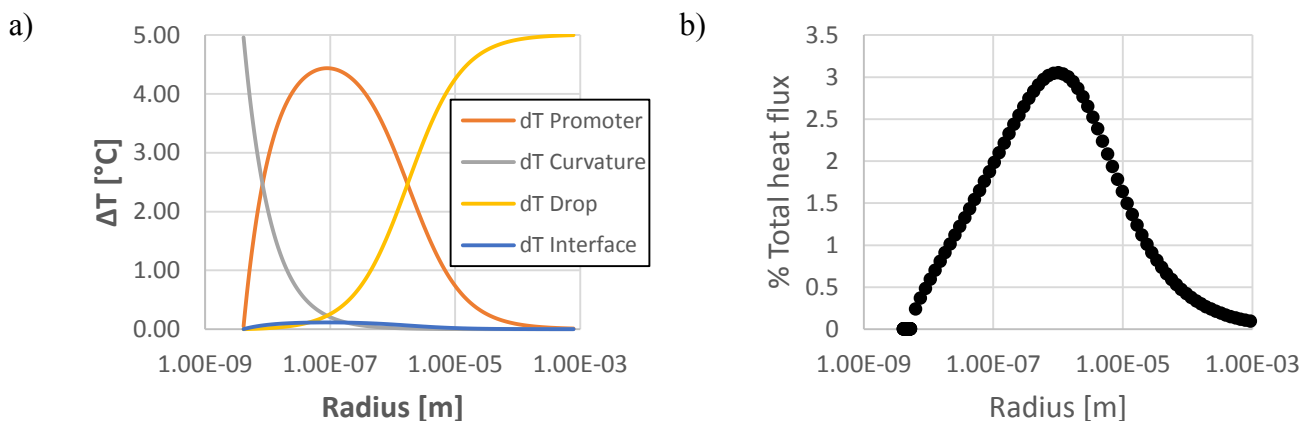 a)
5.00
4.00
3.00
2.00
1.00
0.00
ΔT [°C]
dT Promoter
dT Curvature
dT Drop
dT Interface
1.00E-09 1.00E-07 1.00E-05 1.00E-03
Radius [m]
b)
3.5
3
2.5
2
1.5
1
0.5
0
% Total heat flux
1.00E-09 1.00E-07 1.00E-05 1.00E-03
Radius [m]